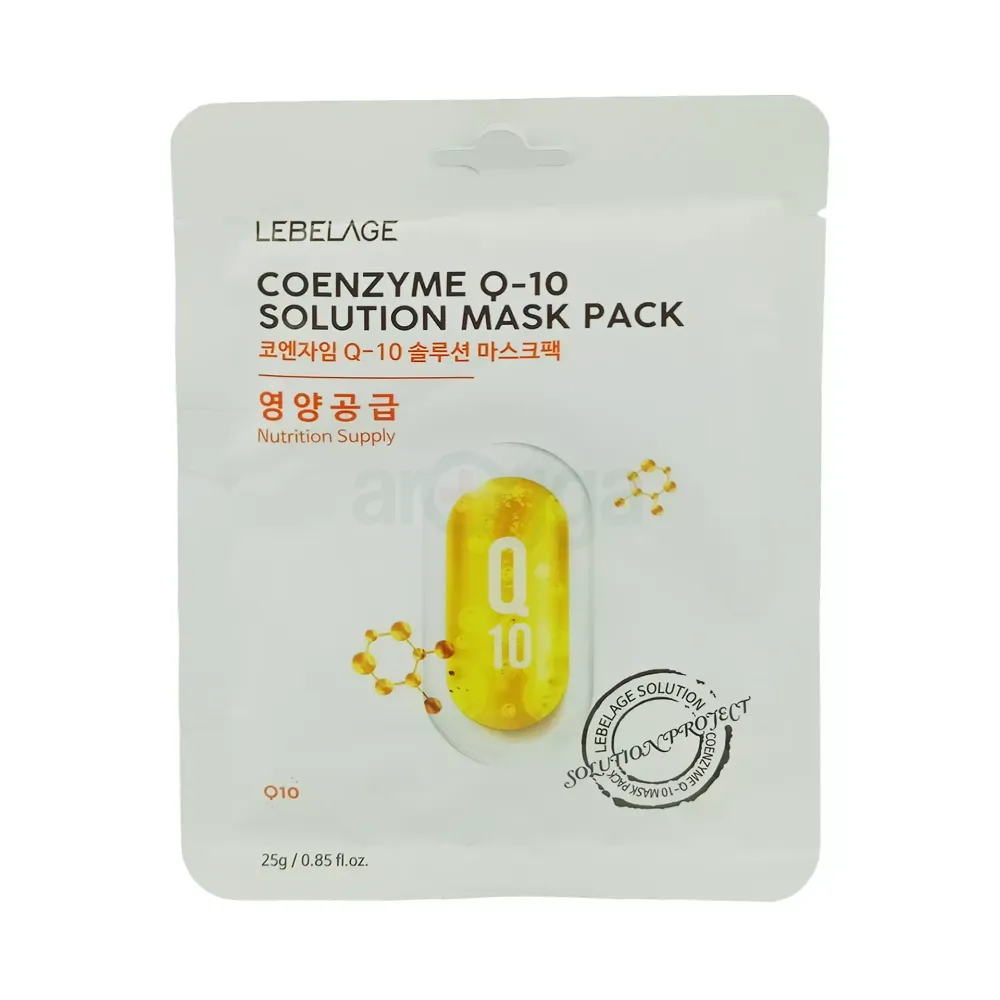 LEBELAGE
COENZYME Q-10
SOLUTION MASK PACK
코엔자임 Q-10 솔루션 마스크팩
영양공급
Nutrition Supply
arogga
Q
10
LEBELAGE SOLUTION
COENZYME Q-10 MASK PACK
SOLUTION PROJECT
Q10
25g / 0.85 fl.oz.